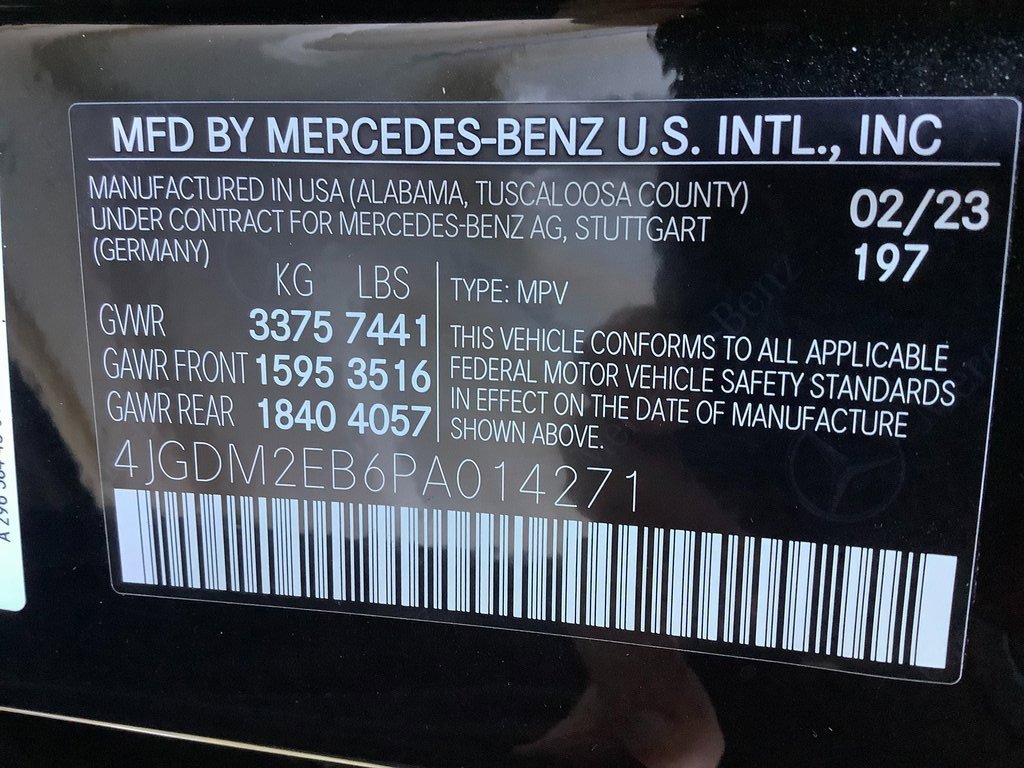 MFD BY MERCEDES-BENZ U.S. INTL., INC
MANUFACTURED IN USA (ALABAMA, TUSCALOOSA COUNTY)
UNDER CONTRACT FOR MERCEDES-BENZ AG, STUTTGART
(GERMANY)
02/23
197
KG LBS
GVWR 3375 7441
GAWR FRONT 1595 3516
GAWR REAR 1840 4057
TYPE: MPV
THIS VEHICLE CONFORMS TO ALL APPLICABLE
FEDERAL MOTOR VEHICLE SAFETY STANDARDS
IN EFFECT ON THE DATE OF MANUFACTURE
SHOWN ABOVE.
4JGDM2EB6PA014271